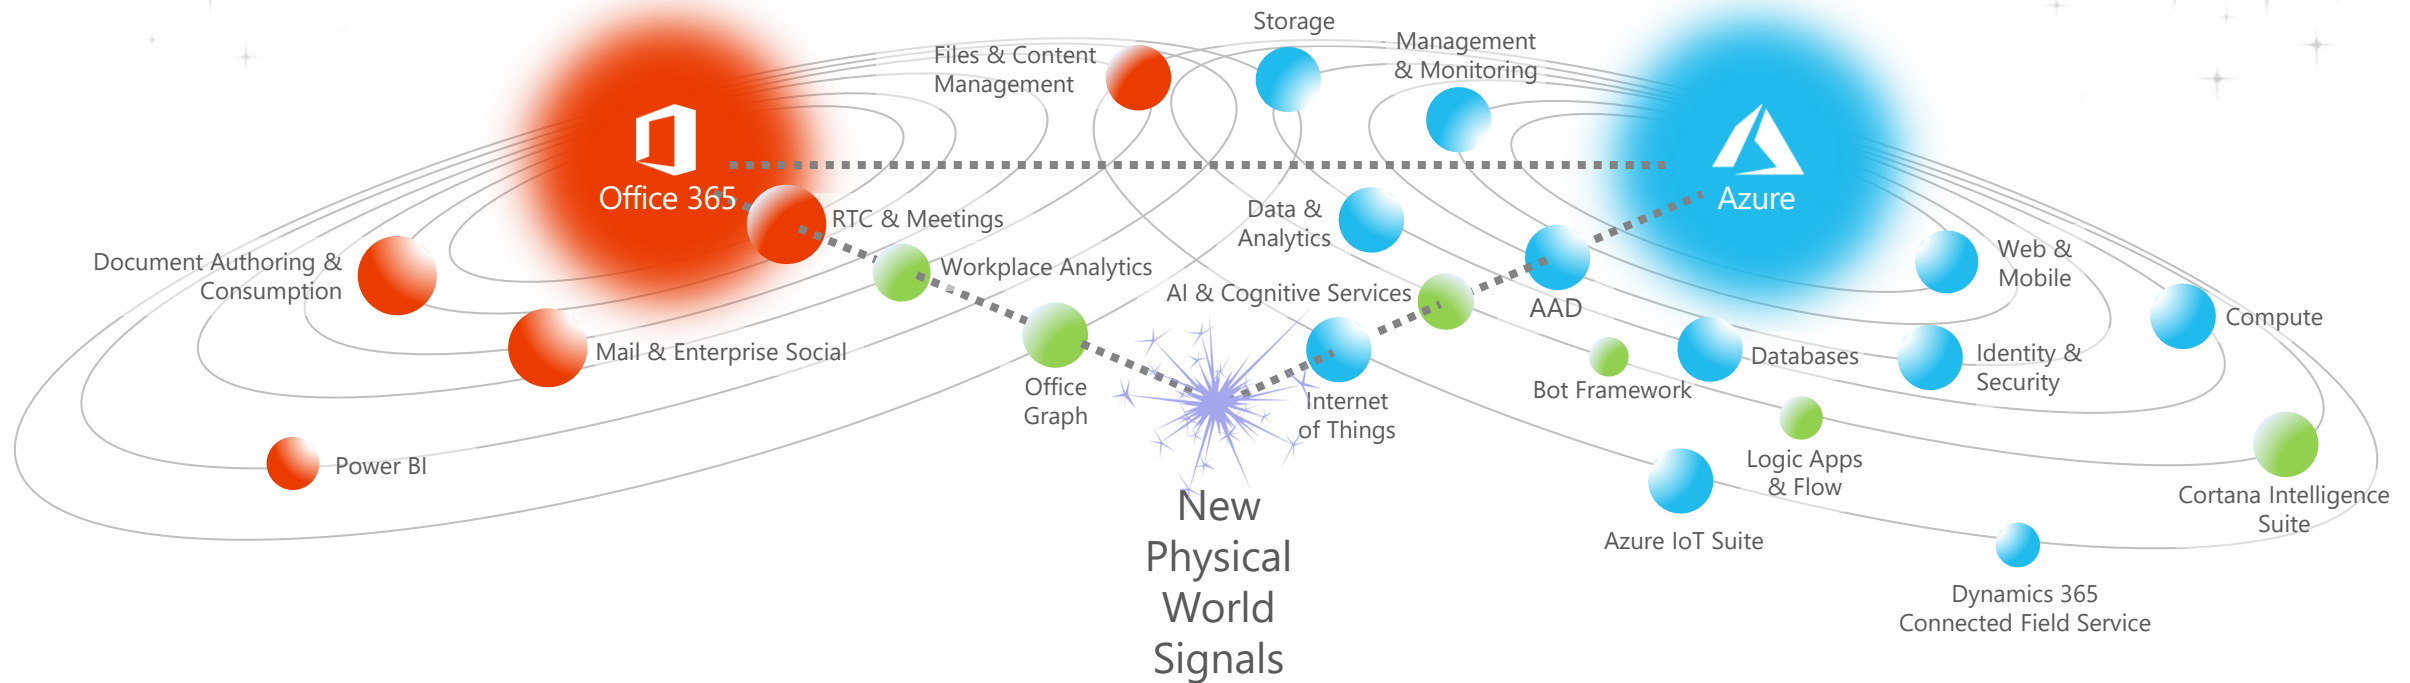 Storage
Files & Content
Management
Management
& Monitoring
Office 365
Azure
RTC & Meetings
Data &
Analytics
Document Authoring &
Consumption
Workplace Analytics
AI & Cognitive Services
AAD
Web &
Mobile
Compute
Mail & Enterprise Social
Office
Graph
Internet
of Things
Bot Framework
Databases
Identity &
Security
Power BI
Logic Apps
& Flow
Cortana Intelligence
Suite
New
Physical
World
Signals
Azure IoT Suite
Dynamics 365
Connected Field Service